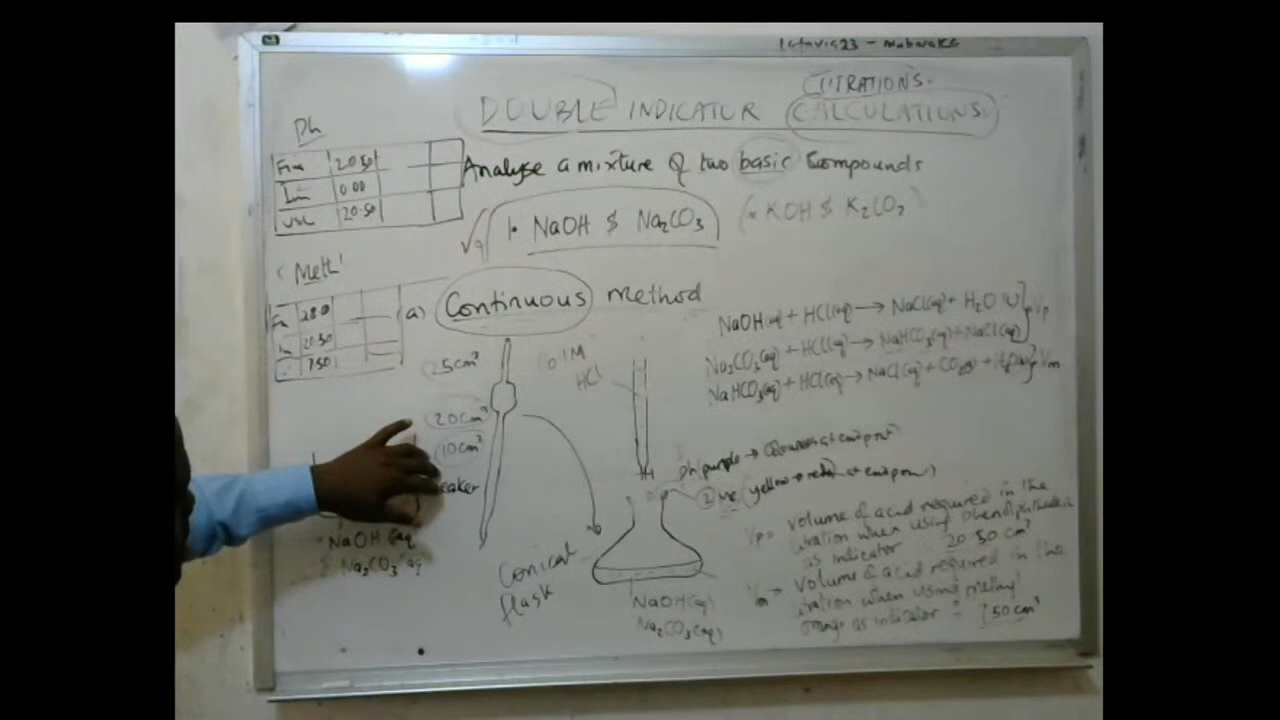 TITRATIONS.
DOUBLE INDICATOR CALCULATIONS.
Ph
Fin 20.50
In 0.00
Vol 20.50
Analyse a mixture of two basic Compounds
1. NaOH $ Na₂CO₃
KOH $ K₂CO₃
Meth'
Fin 28.00
In 20.50
7.50
a) Continuous method
NaOH(aq) + HCl(aq) → NaCl(aq) + H₂O (l) } Vp
Na₂CO₃(aq) + HCl(aq) → NaHCO₃(aq) + NaCl(aq)
NaHCO₃(aq) + HCl(aq) → NaCl(aq) + CO₂(g) + H₂O(l) } Vm
25cm³
20cm³
10cm³
0.1M
HCl
ph (purple → Colourless at endpoint)
② Me (yellow → red at endpoint)
NaOH (aq
Na₂CO₃ (aq
Conical
flask
NaOH(aq)
Na₂CO₃(aq)
Vp = Volume of acid required in the
titration when using phenolphthalein
as indicator 20.50 cm³
Vm = Volume of acid required in the
titration when using methyl
orange as indicator = 7.50 cm³